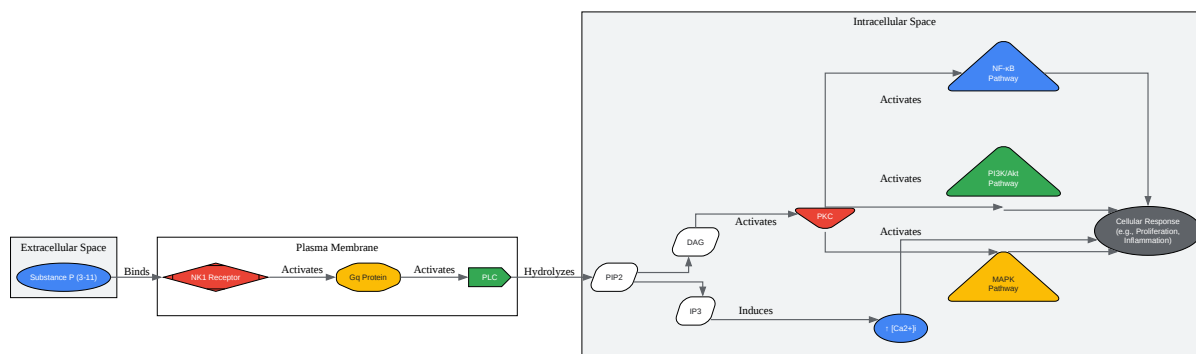 Intracellular Space
NF-κB
Pathway
Activates
PI3K/Akt
Pathway
Activates
PKC
Activates
Cellular Response
(e.g., Proliferation,
Inflammation)
Activates
Extracellular Space
Plasma Membrane
DAG
Substance P (3-11)
Binds
NK1 Receptor
Activates
Gq Protein
Activates
PLC
Hydrolyzes
PIP2
MAPK
Pathway
IP3
Induces
↑ [Ca2+]i